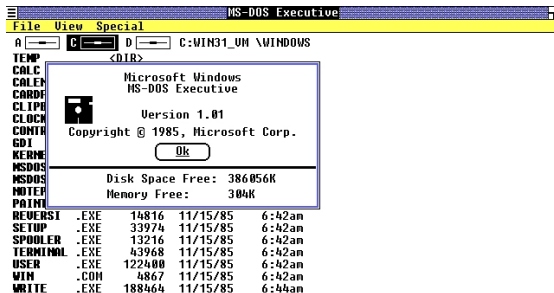 MS-DOS Executive
File View Special
A C D C:WIN31_VM \WINDOWS
TEMP <DIR>
CALC
CALEN
CARDF
CLIPB
CLOCK
CONTR
GDI
KERNE
MSDOS
MSDOS
NOTEP
PAINT
Microsoft Windows
MS-DOS Executive
Version 1.01
Copyright © 1985, Microsoft Corp.
Ok
Disk Space Free: 386056K
Memory Free: 304K
REVERSI .EXE 14816 11/15/85 6:42am
SETUP .EXE 33974 11/15/85 6:42am
SPOOLER .EXE 13216 11/15/85 6:42am
TERMINAL .EXE 43968 11/15/85 6:42am
USER .EXE 122400 11/15/85 6:42am
WIN .COM 4867 11/15/85 6:42am
WRITE .EXE 188464 11/15/85 6:44am